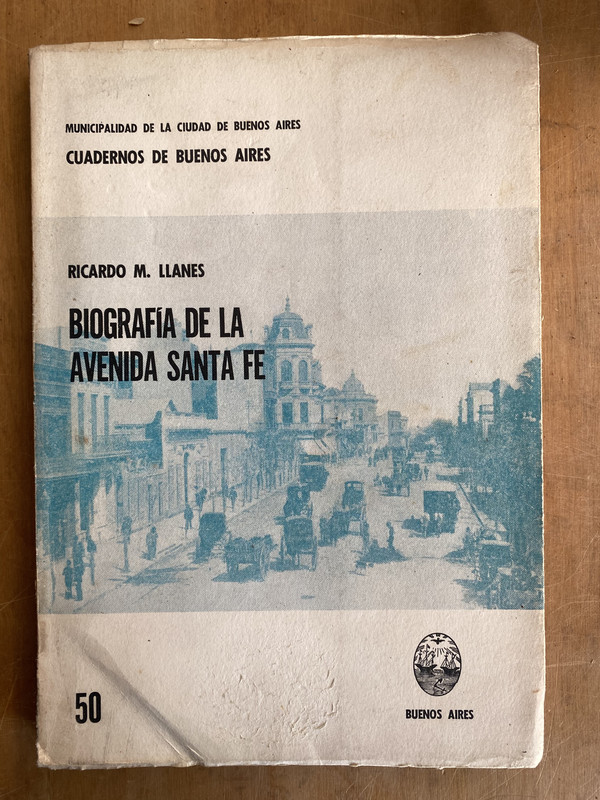 MUNICIPALIDAD DE LA CIUDAD DE BUENOS AIRES
CUADERNOS DE BUENOS AIRES
RICARDO M. LLANES
BIOGRAFÍA DE LA
AVENIDA SANTA FE
50
BUENOS AIRES